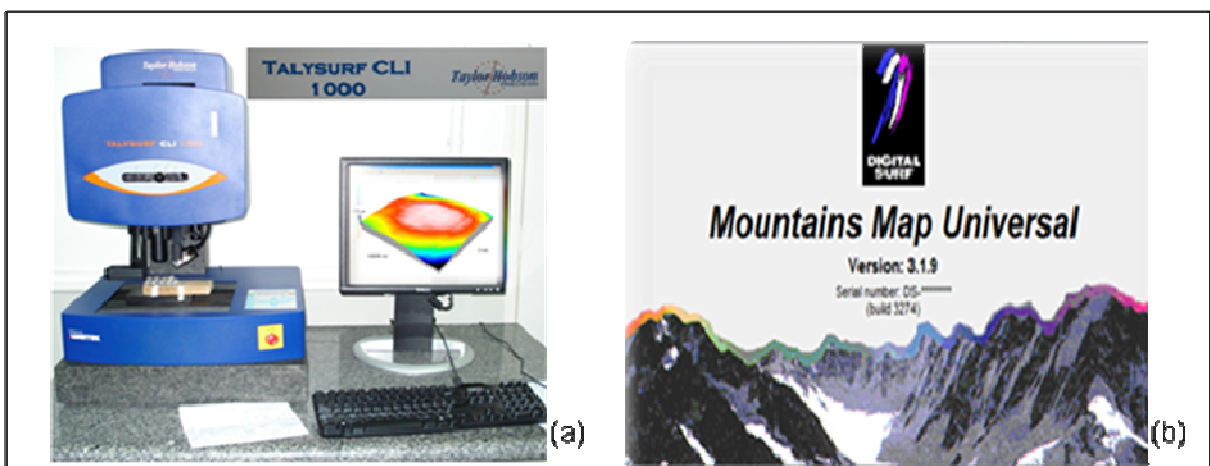 TALYSURF CLI
1000
Taylor Hobson
Taylor Hobson
TALYSURF CLI 1000
(a)
DIGITAL
SURF
Mountains Map Universal
Version: 3.1.9
Serial number: DS-********
(build 3274)
(b)